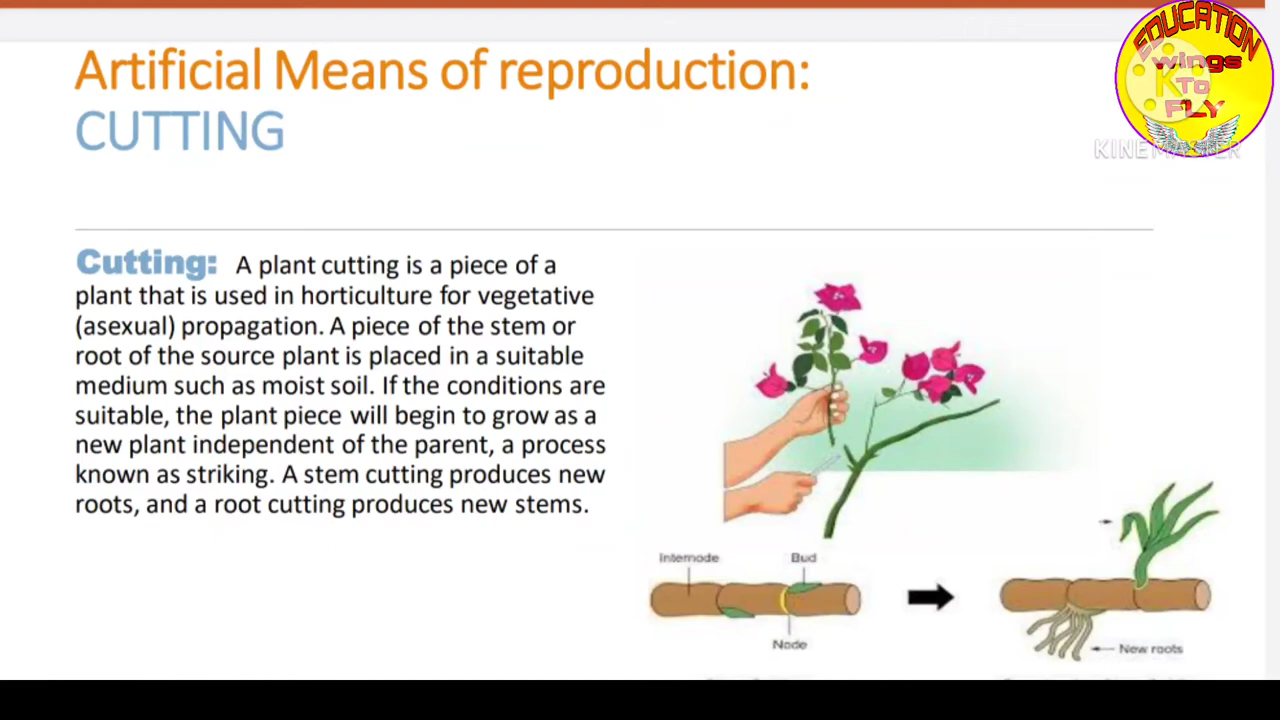 Artificial Means of reproduction:
CUTTING
EDUCATION
wings
To
FLY
K
KINEMASTER
Cutting: A plant cutting is a piece of a
plant that is used in horticulture for vegetative
(asexual) propagation. A piece of the stem or
root of the source plant is placed in a suitable
medium such as moist soil. If the conditions are
suitable, the plant piece will begin to grow as a
new plant independent of the parent, a process
known as striking. A stem cutting produces new
roots, and a root cutting produces new stems.
Internode
Bud
Node
New roots